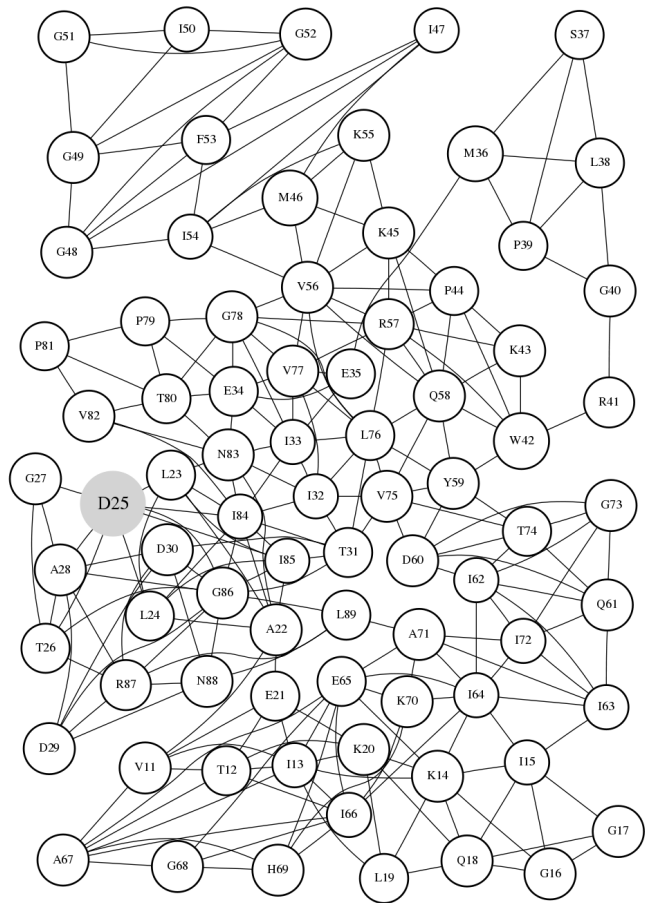 G51
I50
G52
I47
S37
F53
K55
G49
M36
L38
M46
G48
I54
K45
P39
V56
P44
G40
P79
G78
R57
P81
K43
V77
E35
T80
E34
Q58
R41
V82
I33
L76
W42
N83
G27
L23
I32
V75
Y59
D25
I84
G73
T74
D30
I85
T31
D60
A28
I62
G86
L24
L89
Q61
T26
A22
A71
I72
R87
N88
E65
E21
K70
I64
I63
D29
V11
T12
I13
K20
K14
I15
I66
G17
A67
G68
H69
L19
Q18
G16